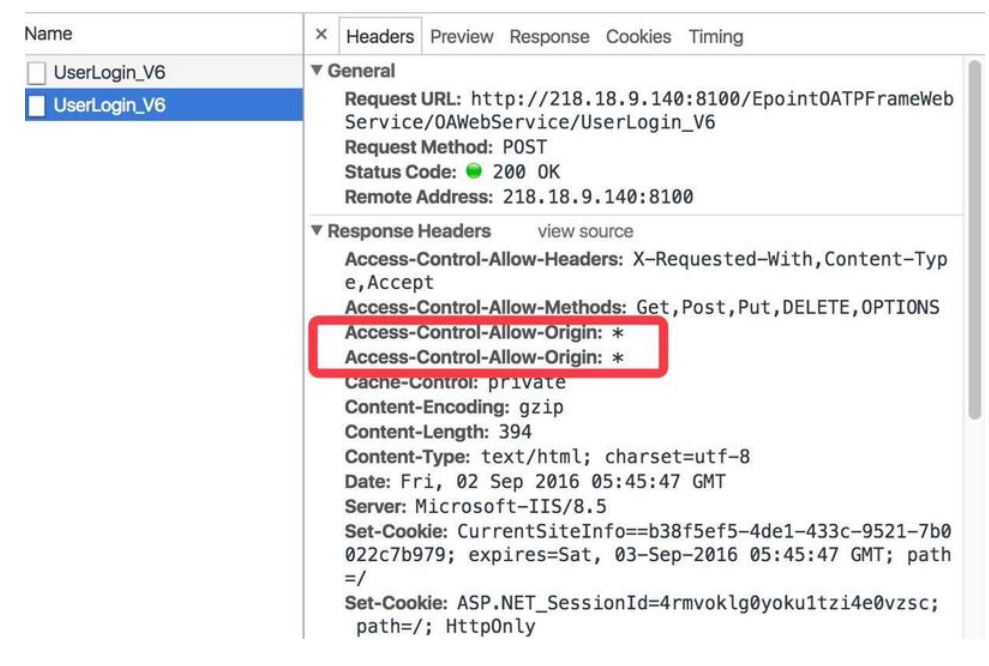 Name
× Headers Preview Response Cookies Timing
UserLogin_V6
UserLogin_V6
▼ General
Request URL: http://218.18.9.140:8100/EpointOATPFrameWeb
Service/OAWebService/UserLogin_V6
Request Method: POST
Status Code: 200 OK
Remote Address: 218.18.9.140:8100
▼ Response Headers view source
Access-Control-Allow-Headers: X-Requested-With,Content-Typ
e,Accept
Access-Control-Allow-Methods: Get,Post,Put,DELETE,OPTIONS
Access-Control-Allow-Origin: *
Access-Control-Allow-Origin: *
Cache-Control: private
Content-Encoding: gzip
Content-Length: 394
Content-Type: text/html; charset=utf-8
Date: Fri, 02 Sep 2016 05:45:47 GMT
Server: Microsoft-IIS/8.5
Set-Cookie: CurrentSiteInfo==b38f5ef5-4de1-433c-9521-7b0
022c7b979; expires=Sat, 03-Sep-2016 05:45:47 GMT; path
=/
Set-Cookie: ASP.NET_SessionId=4rmvoklg0yoku1tzi4e0vzsc;
path=/; HttpOnly